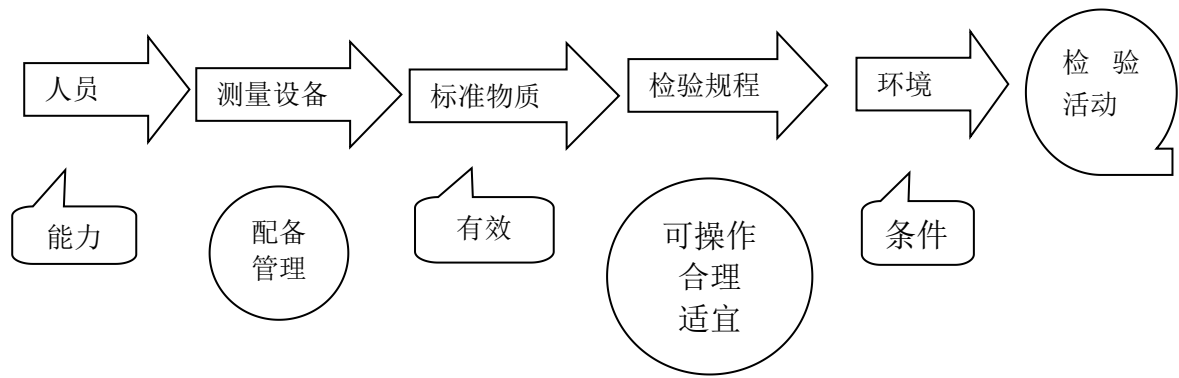 人员
测量设备
标准物质
检验规程
环境
检 验
活动
能力
配备
管理
有效
可操作
合理
适宜
条件